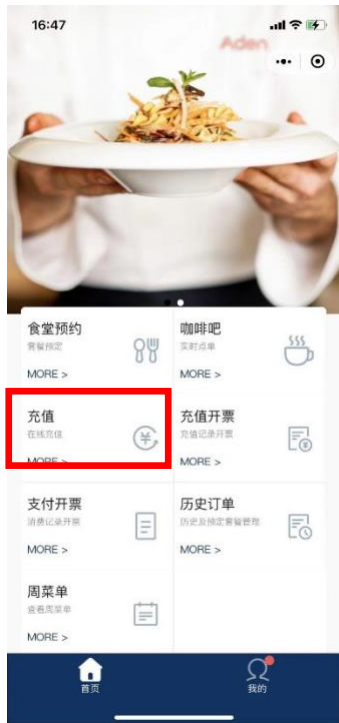 16:47
Aden
食堂预约
套餐预定
MORE >
咖啡吧
实时点单
MORE >
充值
在线充值
MORE >
充值开票
充值记录开票
MORE >
支付开票
消费记录开票
MORE >
历史订单
历史及预定套餐管理
MORE >
周菜单
查看周菜单
MORE >
首页
我的